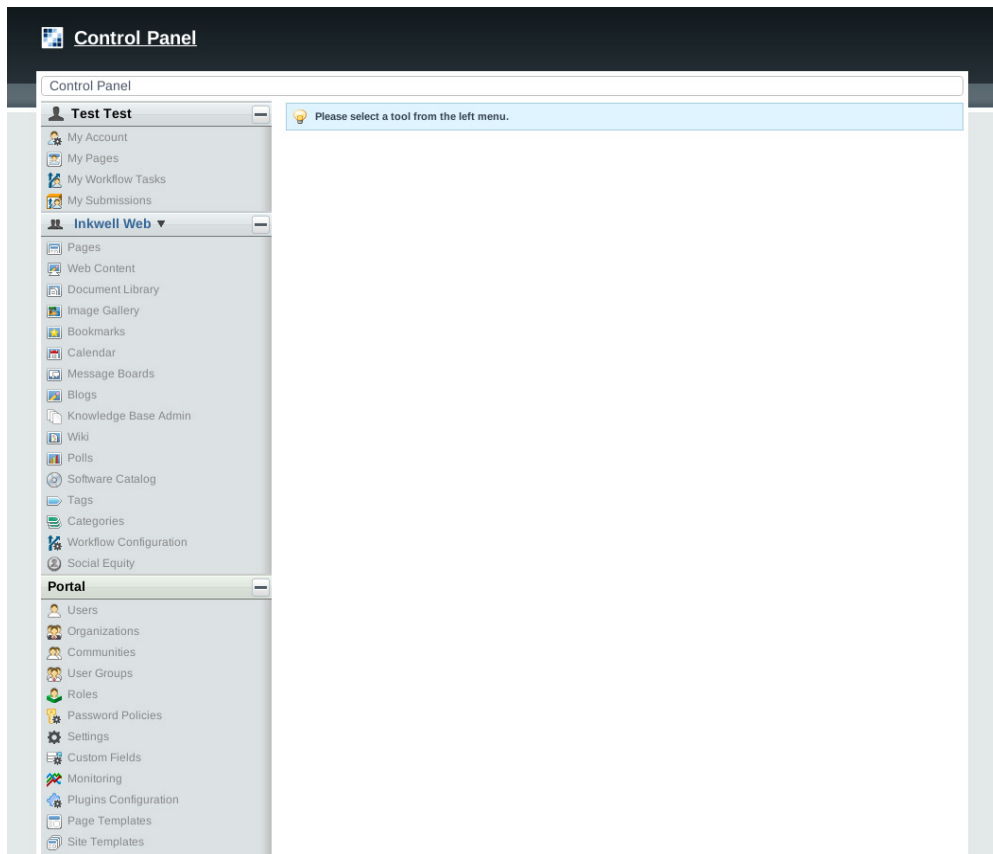 Control Panel
Control Panel
Test Test
Please select a tool from the left menu.
My Account
My Pages
My Workflow Tasks
My Submissions
Inkwell Web ▼
Pages
Web Content
Document Library
Image Gallery
Bookmarks
Calendar
Message Boards
Blogs
Knowledge Base Admin
Wiki
Polls
Software Catalog
Tags
Categories
Workflow Configuration
Social Equity
Portal
Users
Organizations
Communities
User Groups
Roles
Password Policies
Settings
Custom Fields
Monitoring
Plugins Configuration
Page Templates
Site Templates